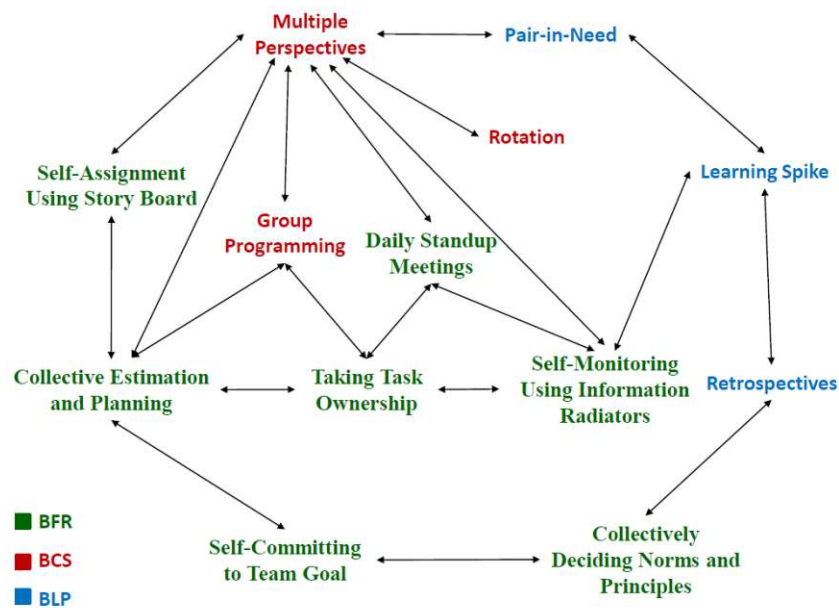 Multiple
Perspectives
Pair-in-Need
Rotation
Self-Assignment
Using Story Board
Learning Spike
Group
Programming
Daily Standup
Meetings
Collective Estimation
and Planning
Taking Task
Ownership
Self-Monitoring
Using Information
Radiators
Retrospectives
BFR
BCS
BLP
Self-Committing
to Team Goal
Collectively
Deciding Norms and
Principles